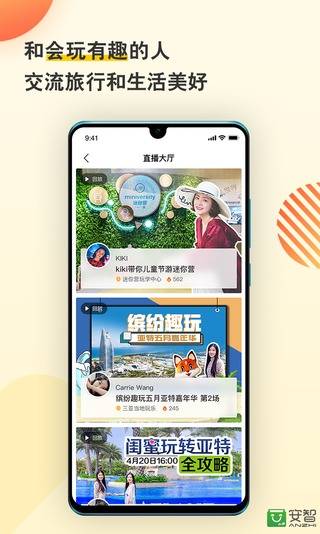 和会玩有趣的人
交流旅行和生活美好
9:41
直播大厅
回放
miniversity
迷你营
KIKI
kiki带你儿童节游迷你营
迷你营玩学中心 562
回放
缤纷趣玩
亚特五月嘉年华
Carrie Wang
缤纷趣玩五月亚特嘉年华 第2场
三亚当地玩乐 245
回放
闺蜜玩转亚特
4月20日16:00 全攻略
安智
ANZHI